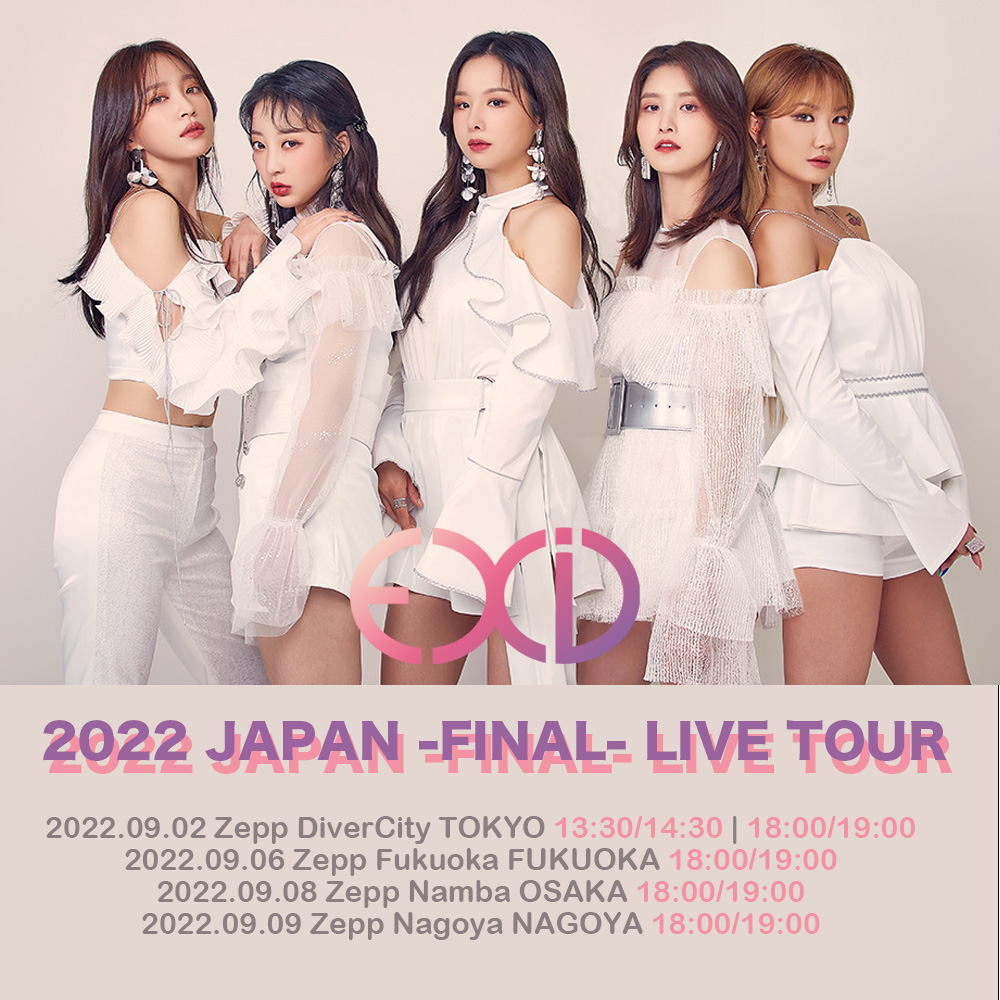 EXID
2022 JAPAN -FINAL- LIVE TOUR
2022.09.02 Zepp DiverCity TOKYO 13:30/14:30 | 18:00/19:00
2022.09.06 Zepp Fukuoka FUKUOKA 18:00/19:00
2022.09.08 Zepp Namba OSAKA 18:00/19:00
2022.09.09 Zepp Nagoya NAGOYA 18:00/19:00